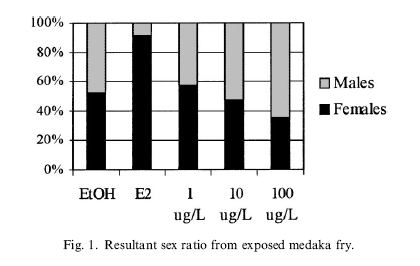 100%
80%
60%
40%
20%
0%
Males
Females
EtOH E2 1 10 100
ug/L ug/L ug/L
Fig. 1. Resultant sex ratio from exposed medaka fry.